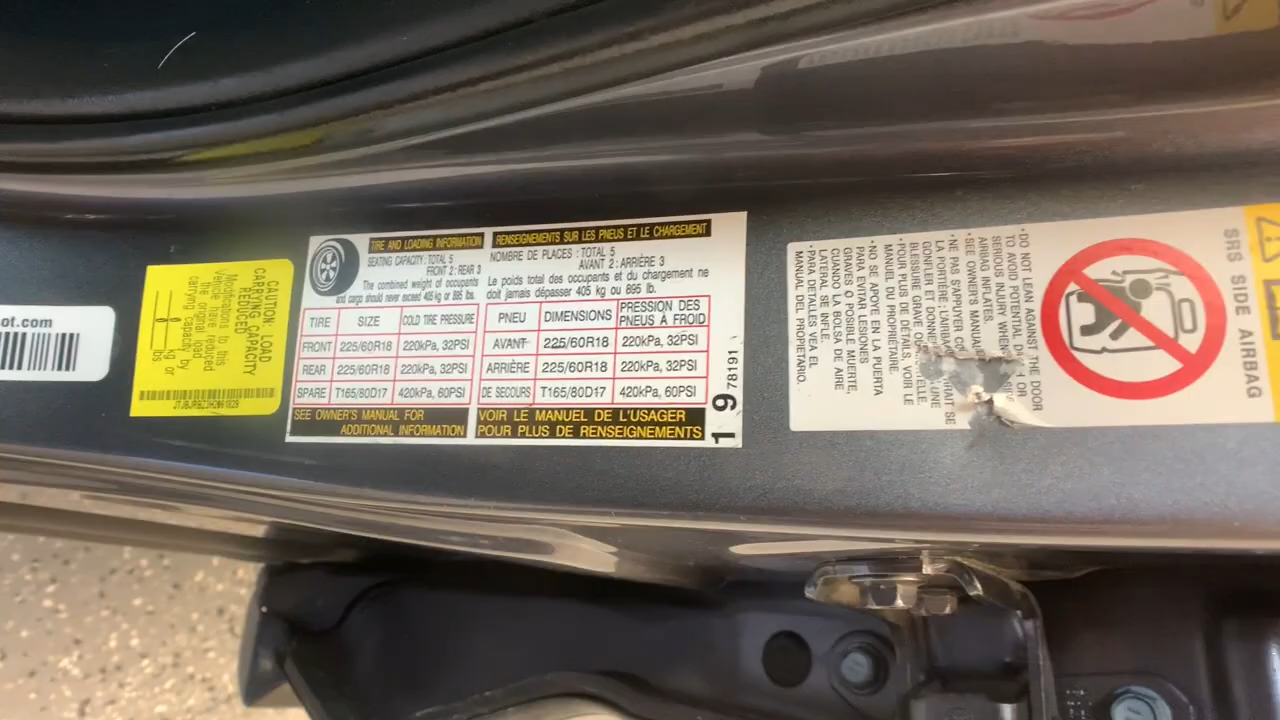 ot.com
CAUTION: LOAD
CARRYING CAPACITY
REDUCED
Modifications to this
Vehicle have reduced
the original load
carrying capacity by
kg or
lbs
TIRE AND LOADING INFORMATION
SEATING CAPACITY: TOTAL 5
FRONT 2: REAR 3
The combined weight of occupants
and cargo should never exceed 405 kg or 895 lbs.
TIRE SIZE COLD TIRE PRESSURE
FRONT 225/60R18 220kPa, 32PSI
REAR 225/60R18 220kPa, 32PSI
SPARE T165/80D17 420kPa, 60PSI
SEE OWNER'S MANUAL FOR
ADDITIONAL INFORMATION
RENSEIGNEMENTS SUR LES PNEUS ET LE CHARGEMENT
NOMBRE DE PLACES : TOTAL 5
AVANT 2 : ARRIÈRE 3
Le poids total des occupants et du chargement ne
doit jamais dépasser 405 kg ou 895 lb.
PNEU DIMENSIONS PRESSION DES PNEUS À FROID
AVANT 225/60R18 220kPa, 32PSI
ARRIÈRE 225/60R18 220kPa, 32PSI
DE SECOURS T165/80D17 420kPa, 60PSI
VOIR LE MANUEL DE L'USAGER
POUR PLUS DE RENSEIGNEMENTS
19 78191
SRS SIDE AIRBAG
•DO NOT LEAN AGAINST THE DOOR
TO AVOID POTENTIAL OR
SERIOUS INJURY WHEN
AIRBAG INFLATES.
•SEE OWNER'S MANUAL
•NE PAS S'APPUYER
LA PORTIÈRE: L'AIRBAG SE
GONFLER ET DONNER UNE
BLESSURE GRAVE OU
•POUR PLUS DE DÉTAILS, VOIR LE
MANUEL DU PROPRIÉTAIRE.
•NO SE APOYE EN LA PUERTA
PARA EVITAR LESIONES
GRAVES O POSIBLE MUERTE,
CUANDO LA BOLSA DE AIRE
LATERAL SE INFLE.
•PARA DETALLES VEA EL
MANUAL DEL PROPIETARIO.